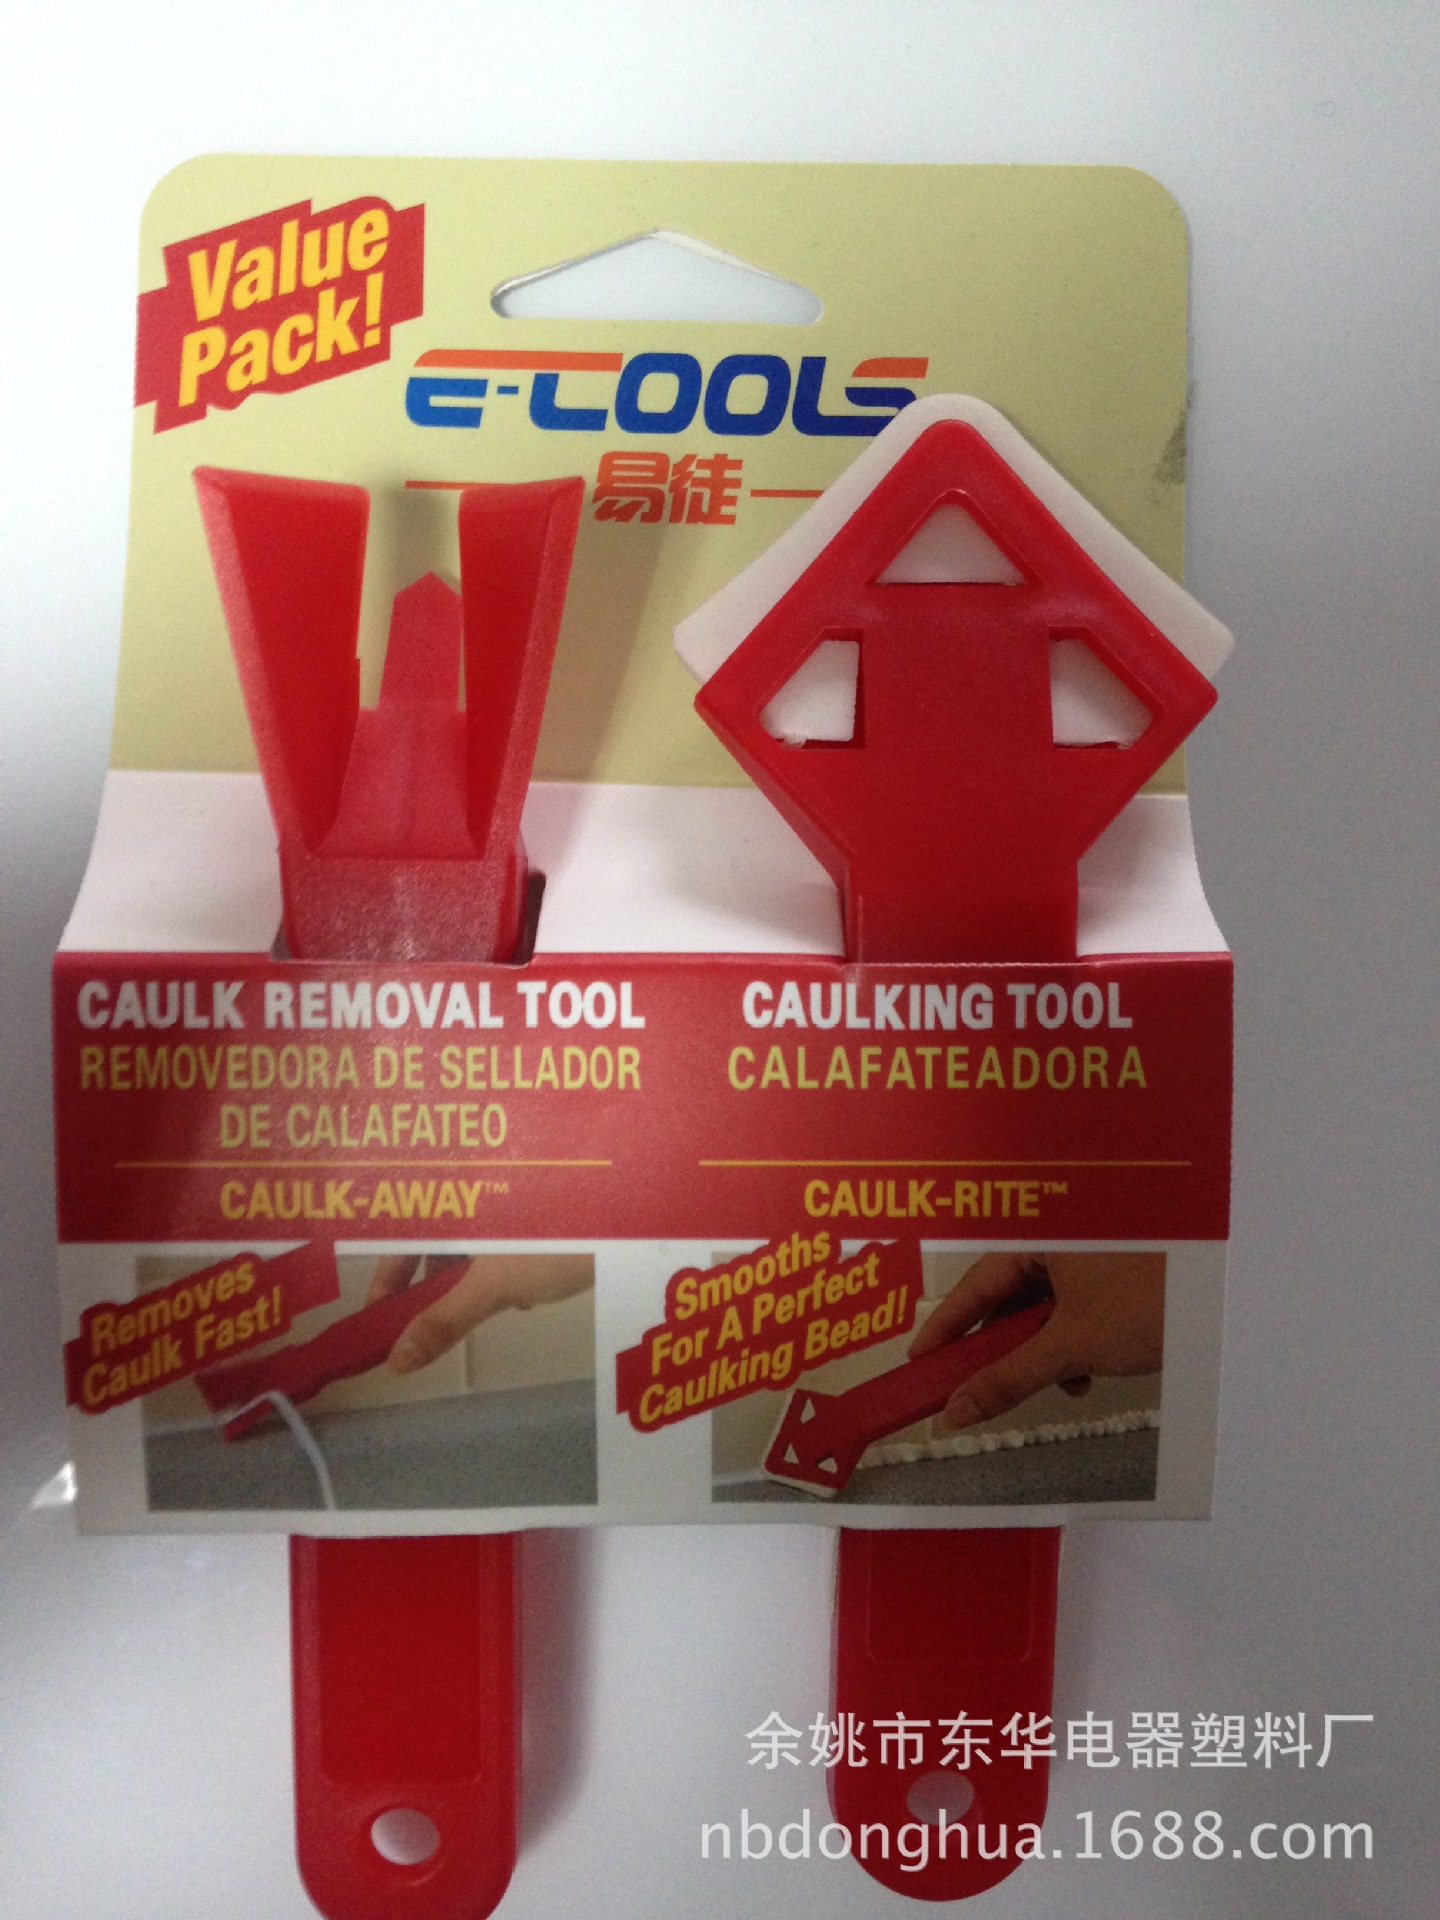 Value
Pack!
E-TOOLS
易徒
CAULK REMOVAL TOOL
REMOVEDORA DE SELLADOR
DE CALAFATEO
CAULK-AWAY™
CAULKING TOOL
CALAFATEADORA
CAULK-RITE™
Removes
Caulk Fast!
Smooths
For A Perfect
Caulking Bead!
余姚市东华电器塑料厂
nbdonghua.1688.com